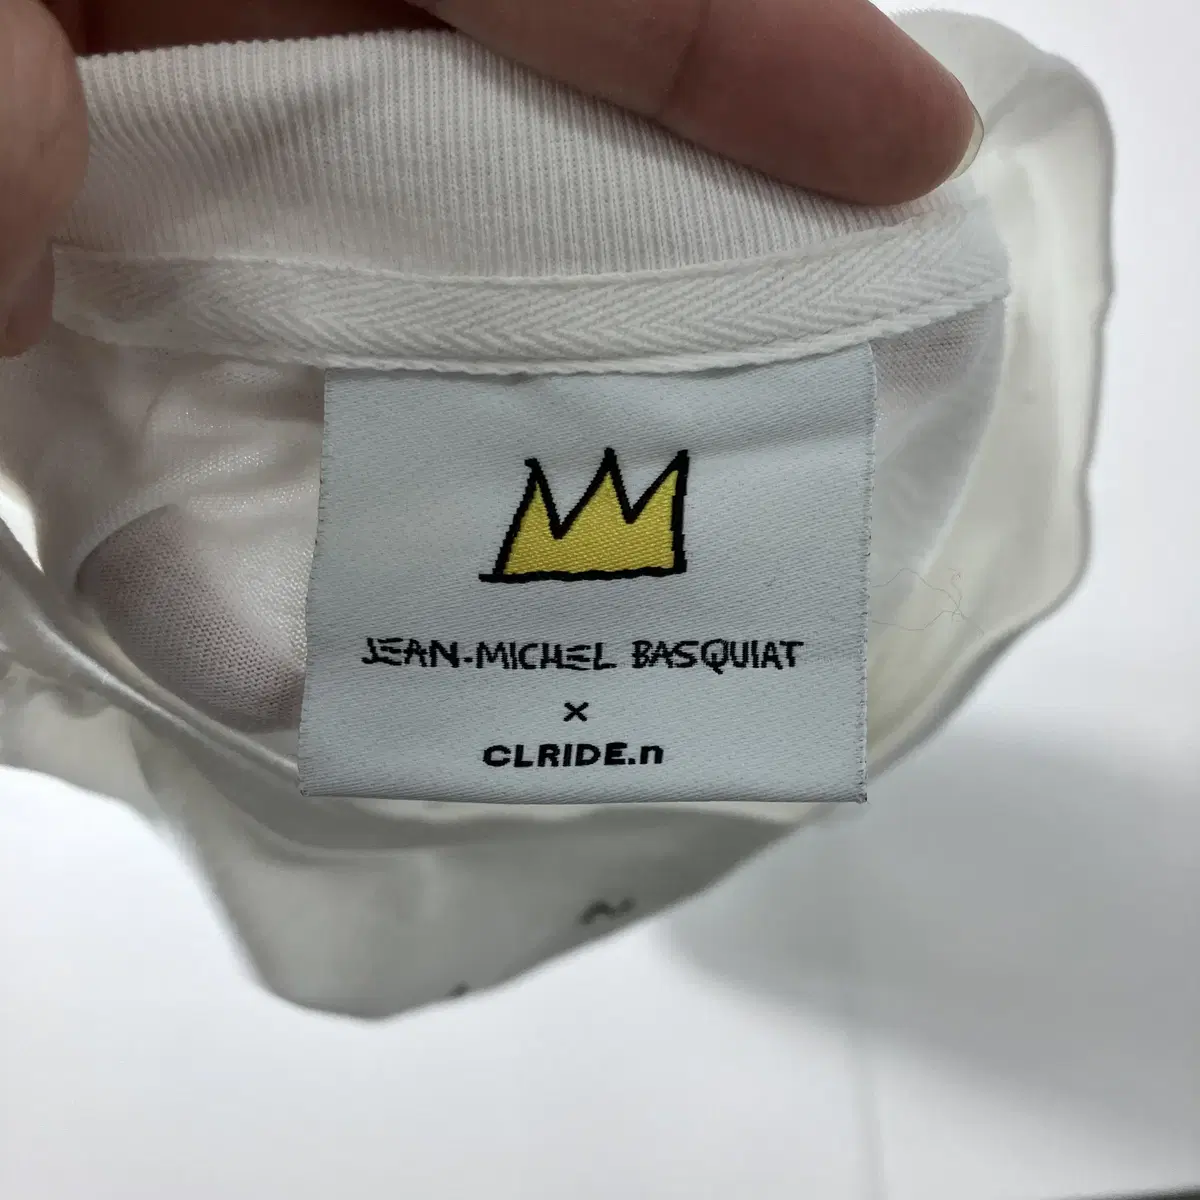 JEAN-MICHEL BASQUIAT
×
CLRIDE.n